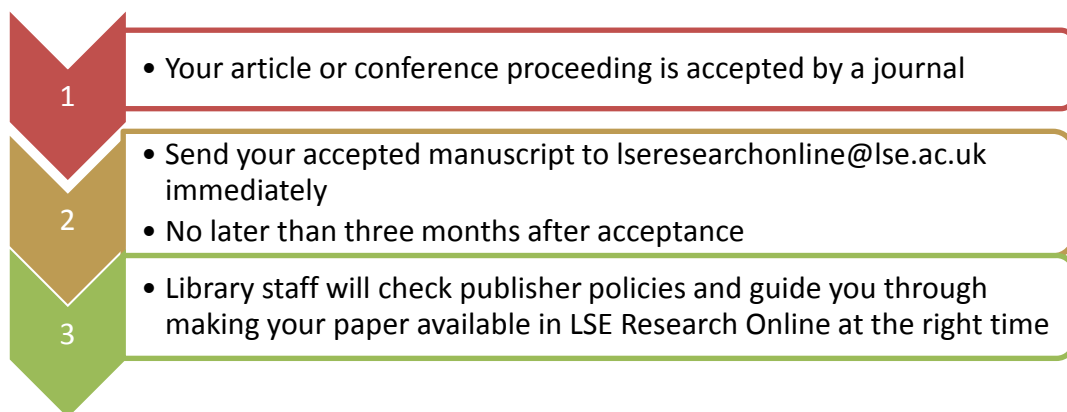 1
• Your article or conference proceeding is accepted by a journal
2
• Send your accepted manuscript to lseresearchonline@lse.ac.uk
immediately
• No later than three months after acceptance
3
• Library staff will check publisher policies and guide you through
making your paper available in LSE Research Online at the right time